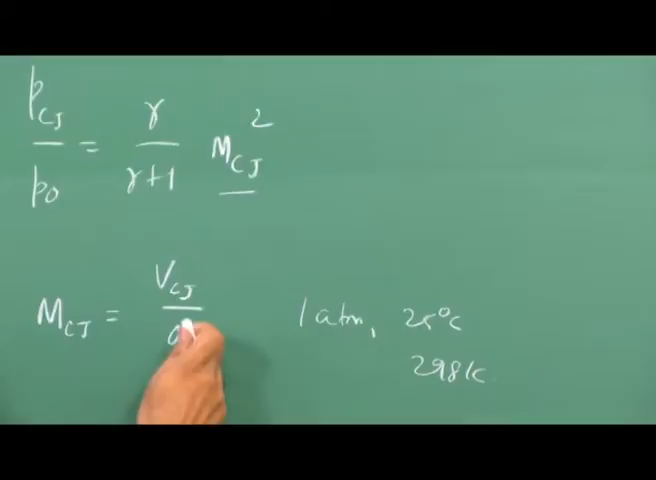 p_CJ / p_0 = γ / (γ+1) M_CJ^2
M_CJ = V_CJ / a
1 atm, 25°C
298K